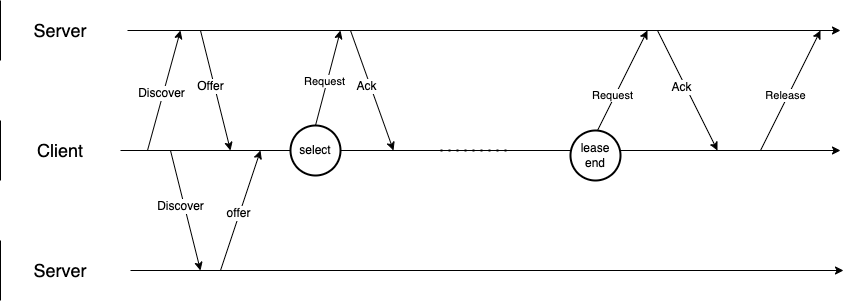 Server
Discover
Offer
Request
Ack
Request
Ack
Release
Client
select
lease
end
Discover
offer
Server